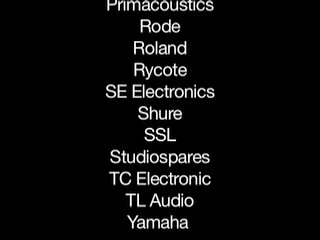 Primacoustics
Rode
Roland
Rycote
SE Electronics
Shure
SSL
Studiospares
TC Electronic
TL Audio
Yamaha